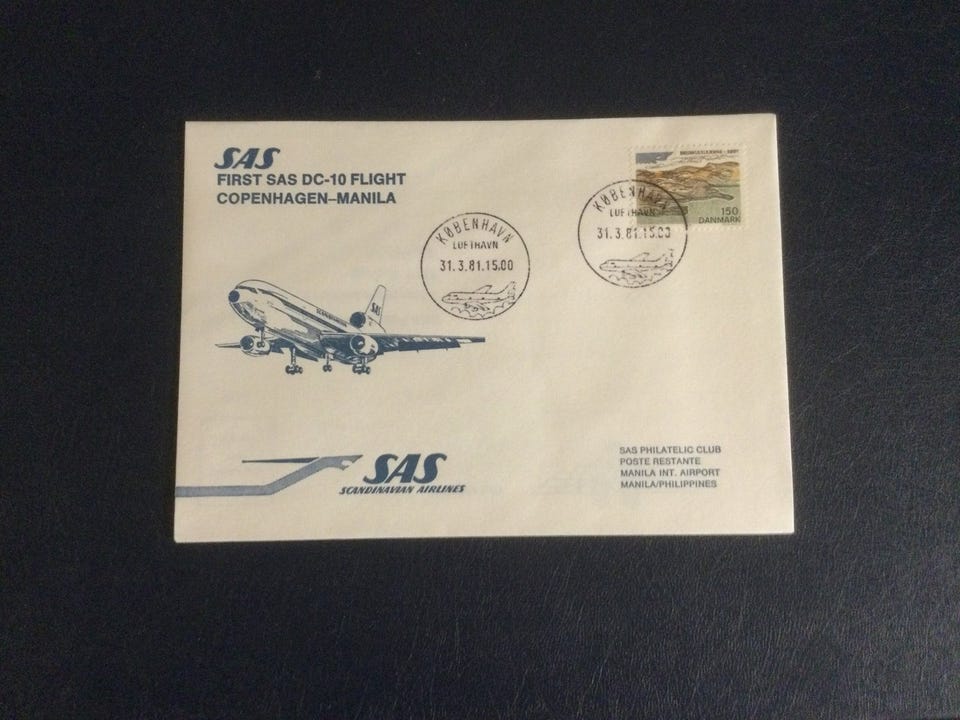 SAS
FIRST SAS DC-10 FLIGHT
COPENHAGEN–MANILA
KØBENHAVN
LUFTHAVN
31.3.81.15.00
KØBENHAVN
LUFTHAVN
31.3.81.15.00
150
DANMARK
SAS
SAS
SCANDINAVIAN AIRLINES
SAS PHILATELIC CLUB
POSTE RESTANTE
MANILA INT. AIRPORT
MANILA/PHILIPPINES